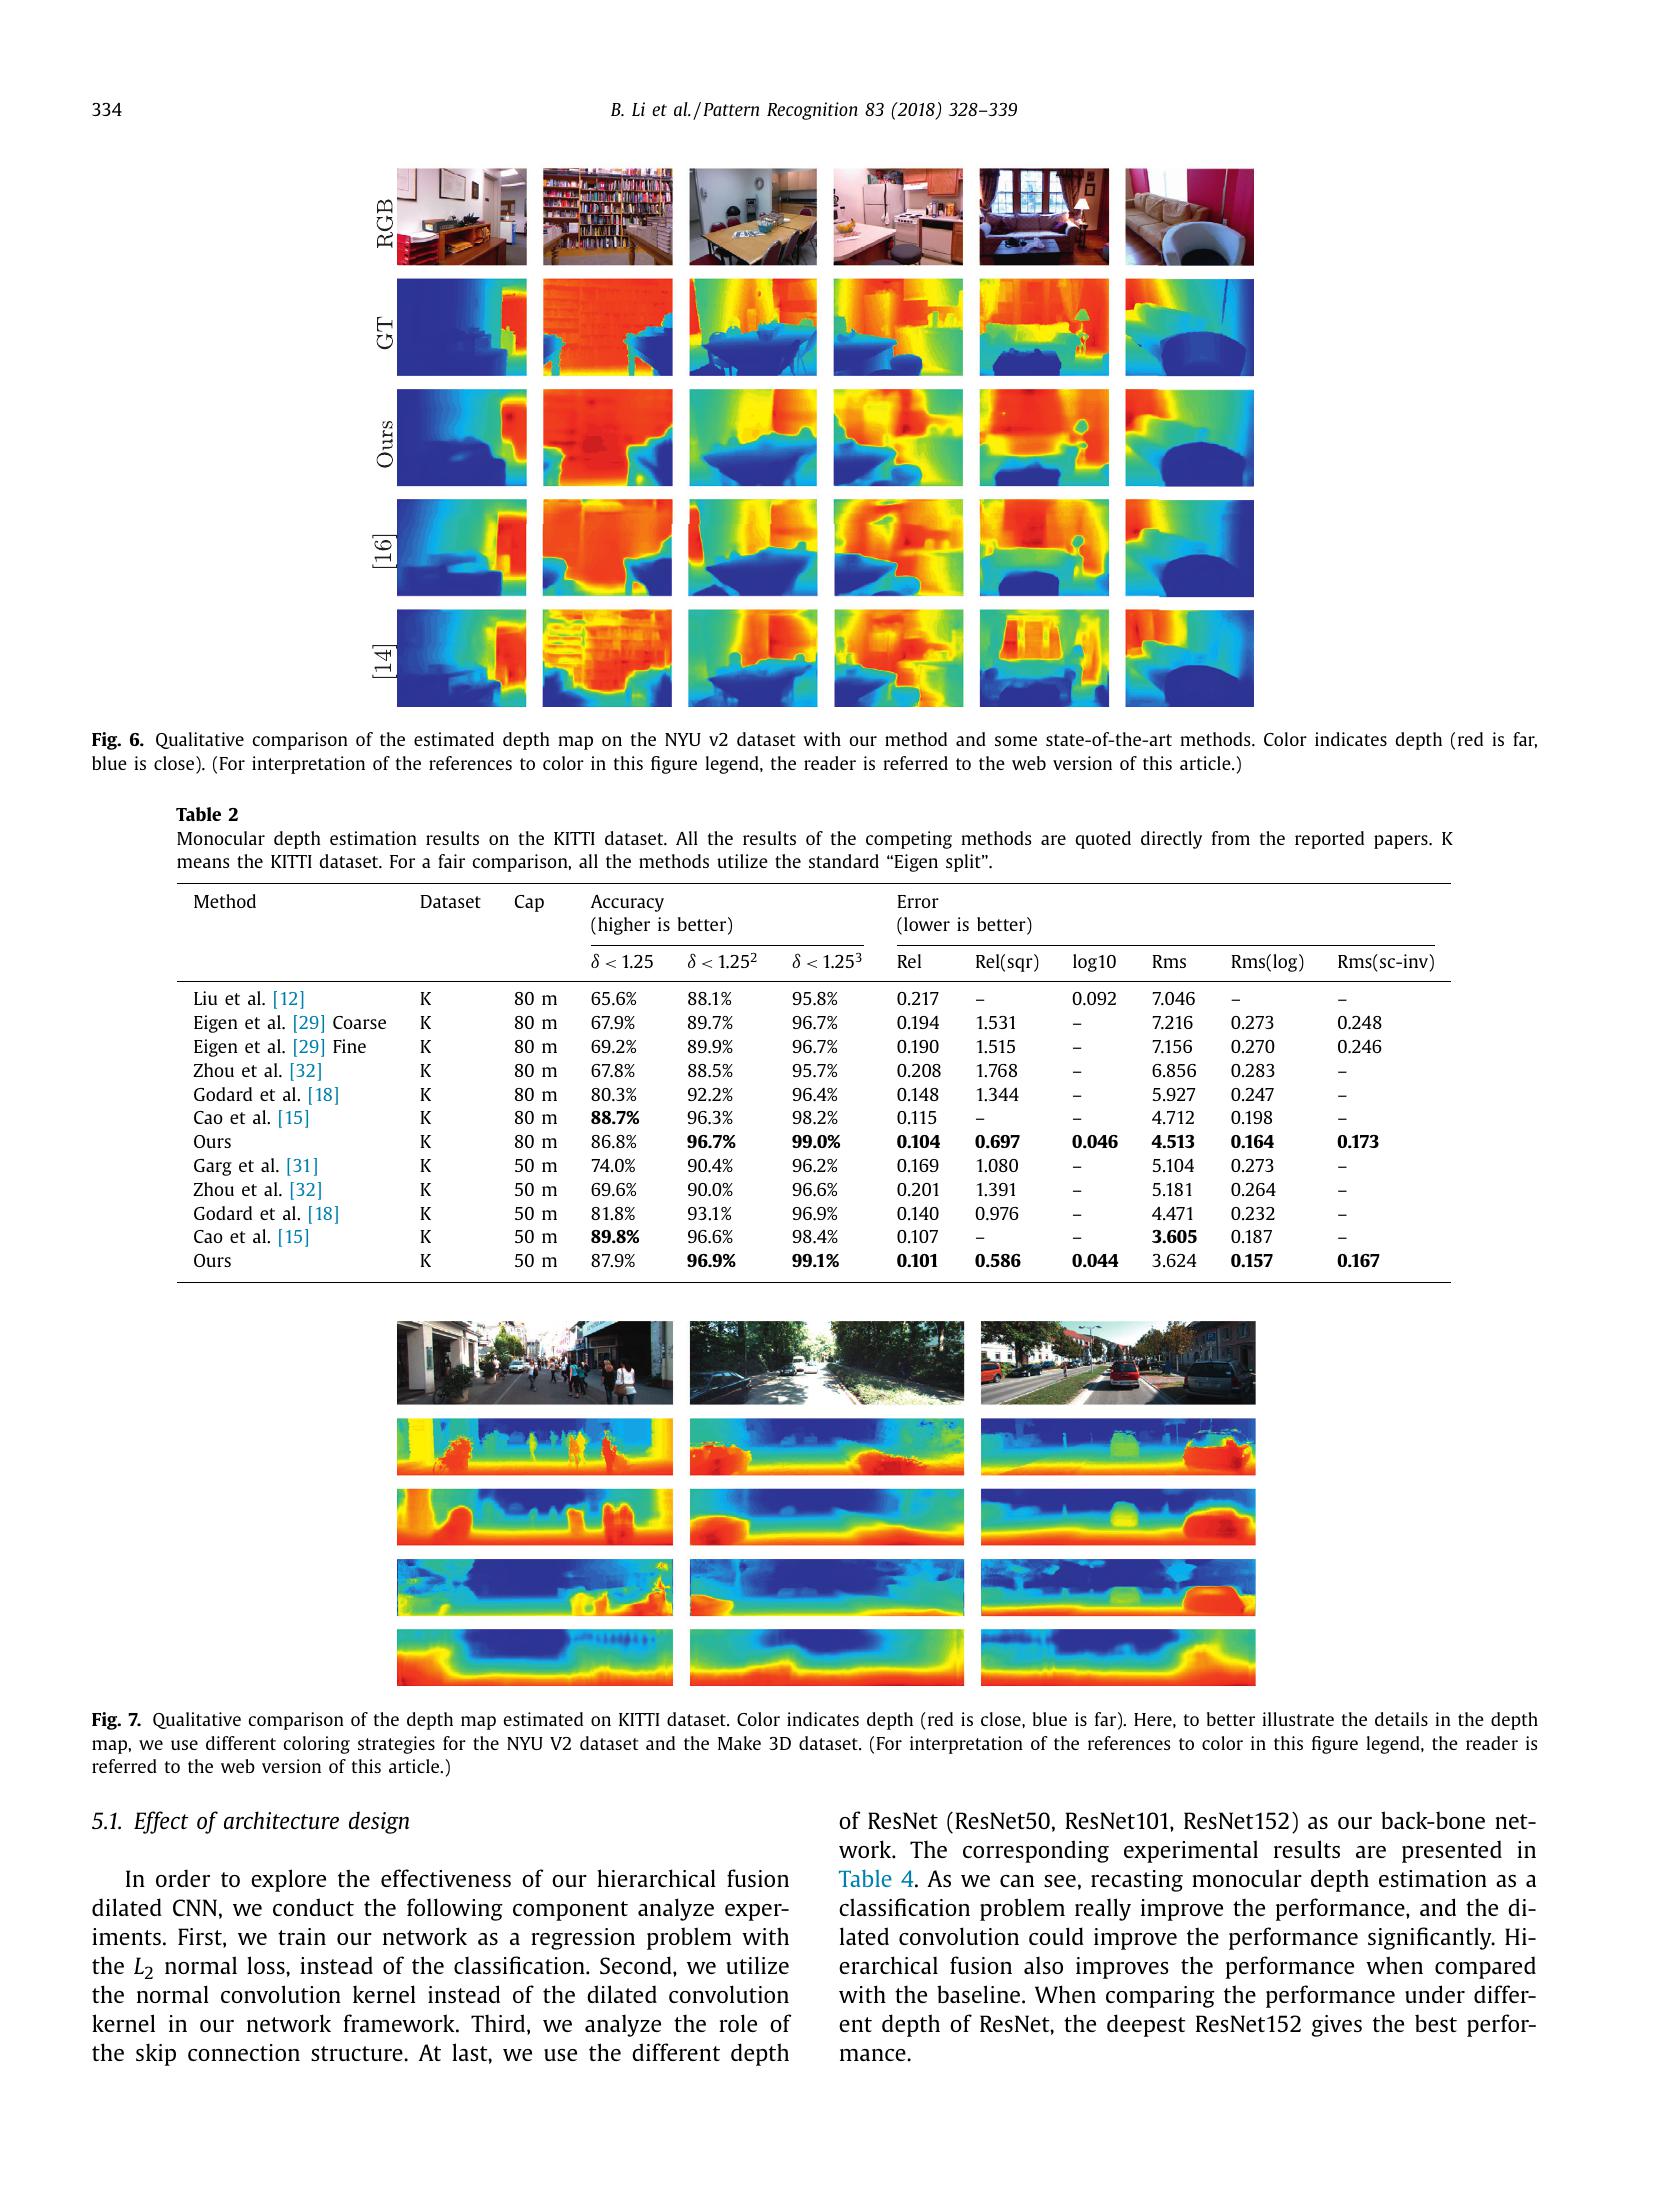 334
B. Li et al. / Pattern Recognition 83 (2018) 328–339
RGB
GT
Ours
[16]
[14]
Fig. 6. Qualitative comparison of the estimated depth map on the NYU v2 dataset with our method and some state-of-the-art methods. Color indicates depth (red is far,
blue is close). (For interpretation of the references to color in this figure legend, the reader is referred to the web version of this article.)
Table 2
Monocular depth estimation results on the KITTI dataset. All the results of the competing methods are quoted directly from the reported papers. K
means the KITTI dataset. For a fair comparison, all the methods utilize the standard “Eigen split”.
Method Dataset Cap Accuracy Error
(higher is better) (lower is better)
δ < 1.25 δ < 1.25² δ < 1.25³ Rel Rel(sqr) log10 Rms Rms(log) Rms(sc-inv)
Liu et al. [12] K 80 m 65.6% 88.1% 95.8% 0.217 – 0.092 7.046 – –
Eigen et al. [29] Coarse K 80 m 67.9% 89.7% 96.7% 0.194 1.531 – 7.216 0.273 0.248
Eigen et al. [29] Fine K 80 m 69.2% 89.9% 96.7% 0.190 1.515 – 7.156 0.270 0.246
Zhou et al. [32] K 80 m 67.8% 88.5% 95.7% 0.208 1.768 – 6.856 0.283 –
Godard et al. [18] K 80 m 80.3% 92.2% 96.4% 0.148 1.344 – 5.927 0.247 –
Cao et al. [15] K 80 m 88.7% 96.3% 98.2% 0.115 – – 4.712 0.198 –
Ours K 80 m 86.8% 96.7% 99.0% 0.104 0.697 0.046 4.513 0.164 0.173
Garg et al. [31] K 50 m 74.0% 90.4% 96.2% 0.169 1.080 – 5.104 0.273 –
Zhou et al. [32] K 50 m 69.6% 90.0% 96.6% 0.201 1.391 – 5.181 0.264 –
Godard et al. [18] K 50 m 81.8% 93.1% 96.9% 0.140 0.976 – 4.471 0.232 –
Cao et al. [15] K 50 m 89.8% 96.6% 98.4% 0.107 – – 3.605 0.187 –
Ours K 50 m 87.9% 96.9% 99.1% 0.101 0.586 0.044 3.624 0.157 0.167
Fig. 7. Qualitative comparison of the depth map estimated on KITTI dataset. Color indicates depth (red is close, blue is far). Here, to better illustrate the details in the depth
map, we use different coloring strategies for the NYU V2 dataset and the Make 3D dataset. (For interpretation of the references to color in this figure legend, the reader is
referred to the web version of this article.)
5.1. Effect of architecture design
In order to explore the effectiveness of our hierarchical fusion
dilated CNN, we conduct the following component analyze exper-
iments. First, we train our network as a regression problem with
the L₂ normal loss, instead of the classification. Second, we utilize
the normal convolution kernel instead of the dilated convolution
kernel in our network framework. Third, we analyze the role of
the skip connection structure. At last, we use the different depth
of ResNet (ResNet50, ResNet101, ResNet152) as our back-bone net-
work. The corresponding experimental results are presented in
Table 4. As we can see, recasting monocular depth estimation as a
classification problem really improve the performance, and the di-
lated convolution could improve the performance significantly. Hi-
erarchical fusion also improves the performance when compared
with the baseline. When comparing the performance under differ-
ent depth of ResNet, the deepest ResNet152 gives the best perfor-
mance.